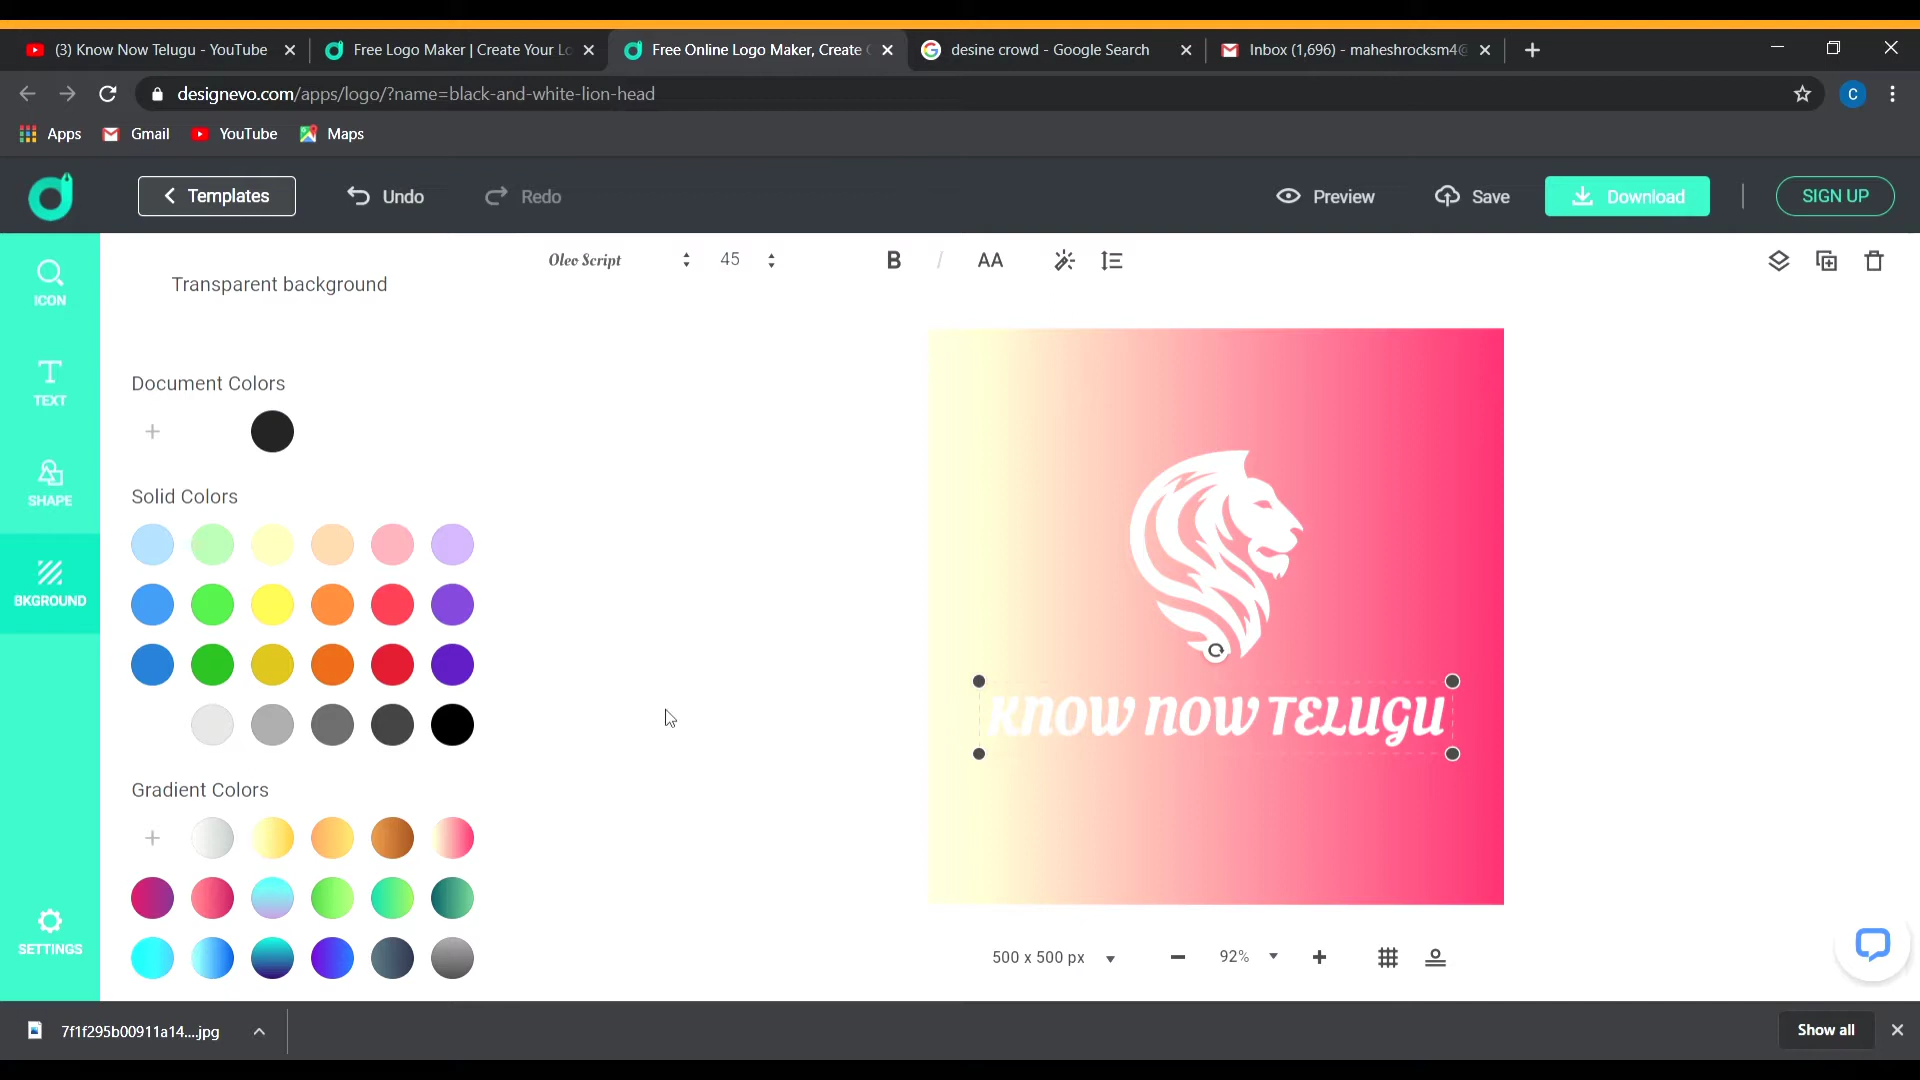 (3) Know Now Telugu - YouTube
Free Logo Maker | Create Your Lo
Free Online Logo Maker, Create
desine crowd - Google Search
Inbox (1,696) - maheshrocksm4@
designevo.com/apps/logo/?name=black-and-white-lion-head
C
Apps
Gmail
YouTube
Maps
Templates
Undo
Redo
Preview
Save
Download
SIGN UP
ICON
TEXT
SHAPE
BKGROUND
SETTINGS
Oleo Script
45
B
I
AA
Transparent background
Document Colors
Solid Colors
Gradient Colors
KNOW NOW TELUGU
500 x 500 px
92%
7f1f295b00911a14....jpg
Show all